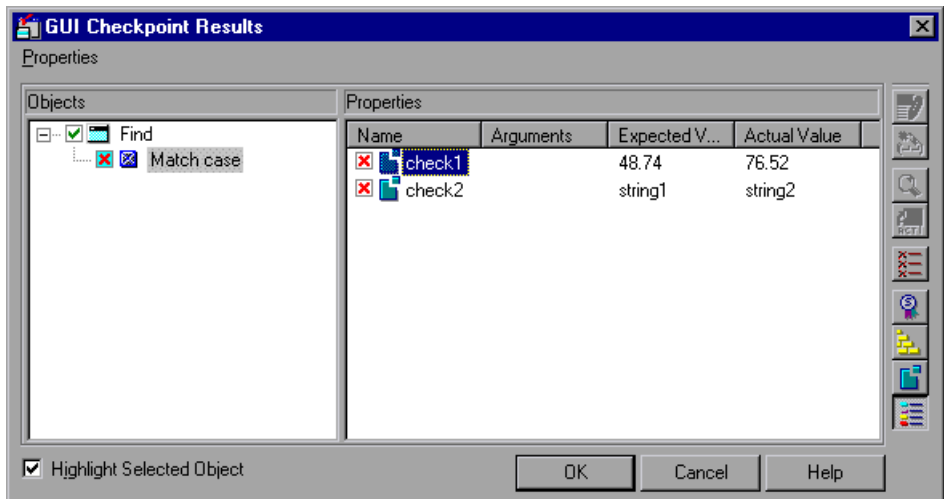 GUI Checkpoint Results
Properties
Objects
Properties
Find
Match case
Name Arguments Expected V... Actual Value
check1 48.74 76.52
check2 string1 string2
Highlight Selected Object
OK Cancel Help